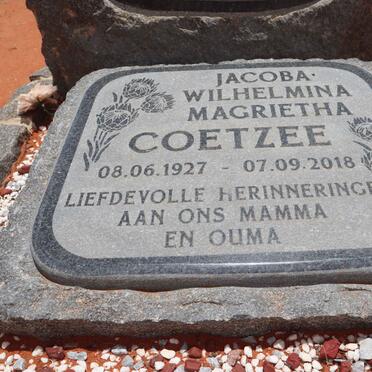 JACOBA
WILHELMINA
MAGRIETHA
COETZEE
08.06.1927 - 07.09.2018
LIEFDEVOLLE HERINNERINGE
AAN ONS MAMMA
EN OUMA